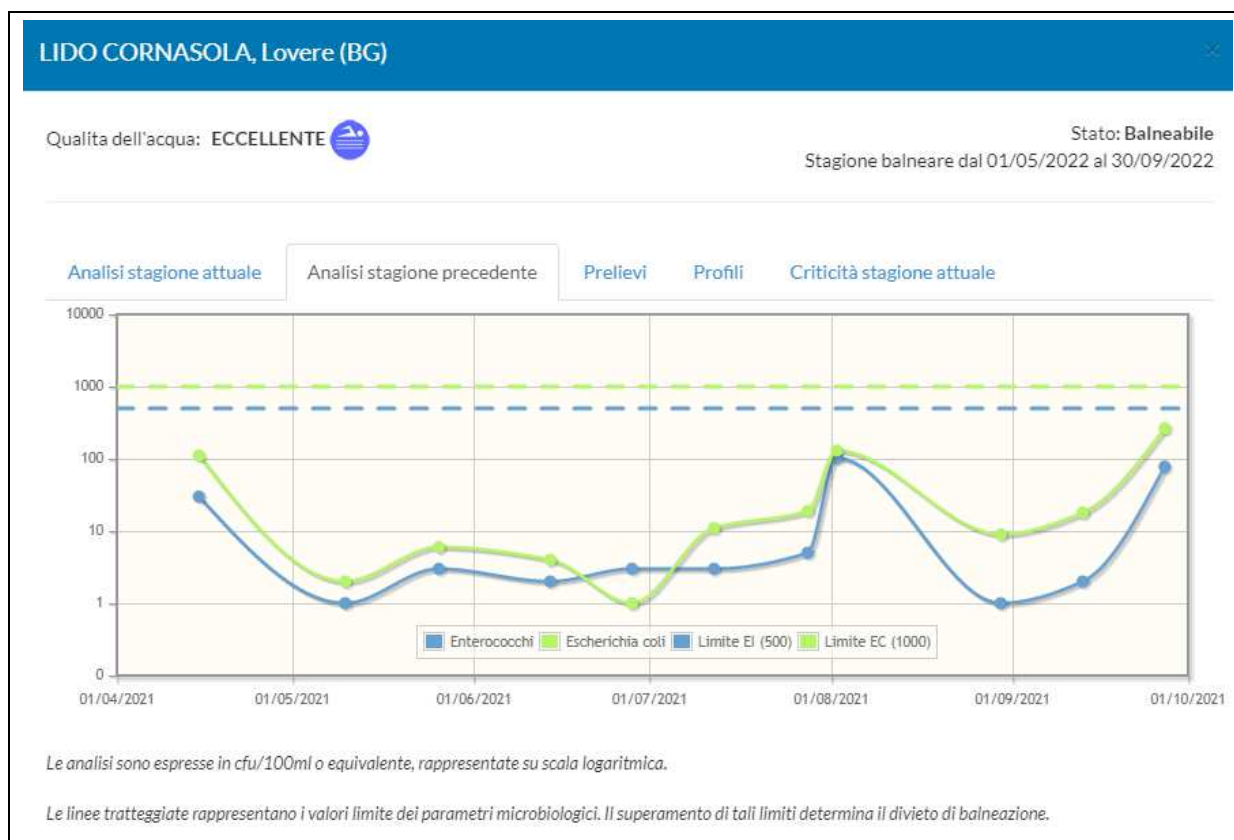 LIDO CORNASOLA, Lovere (BG)
×
Qualita dell'acqua: ECCELLENTE
Stato: Balneabile
Stagione balneare dal 01/05/2022 al 30/09/2022
Analisi stagione attuale Analisi stagione precedente Prelievi Profili Criticità stagione attuale
10000
1000
100
10
1
0
Enterococchi Escherichia coli Limite EI (500) Limite EC (1000)
01/04/2021 01/05/2021 01/06/2021 01/07/2021 01/08/2021 01/09/2021 01/10/2021
Le analisi sono espresse in cfu/100ml o equivalente, rappresentate su scala logaritmica.
Le linee tratteggiate rappresentano i valori limite dei parametri microbiologici. Il superamento di tali limiti determina il divieto di balneazione.